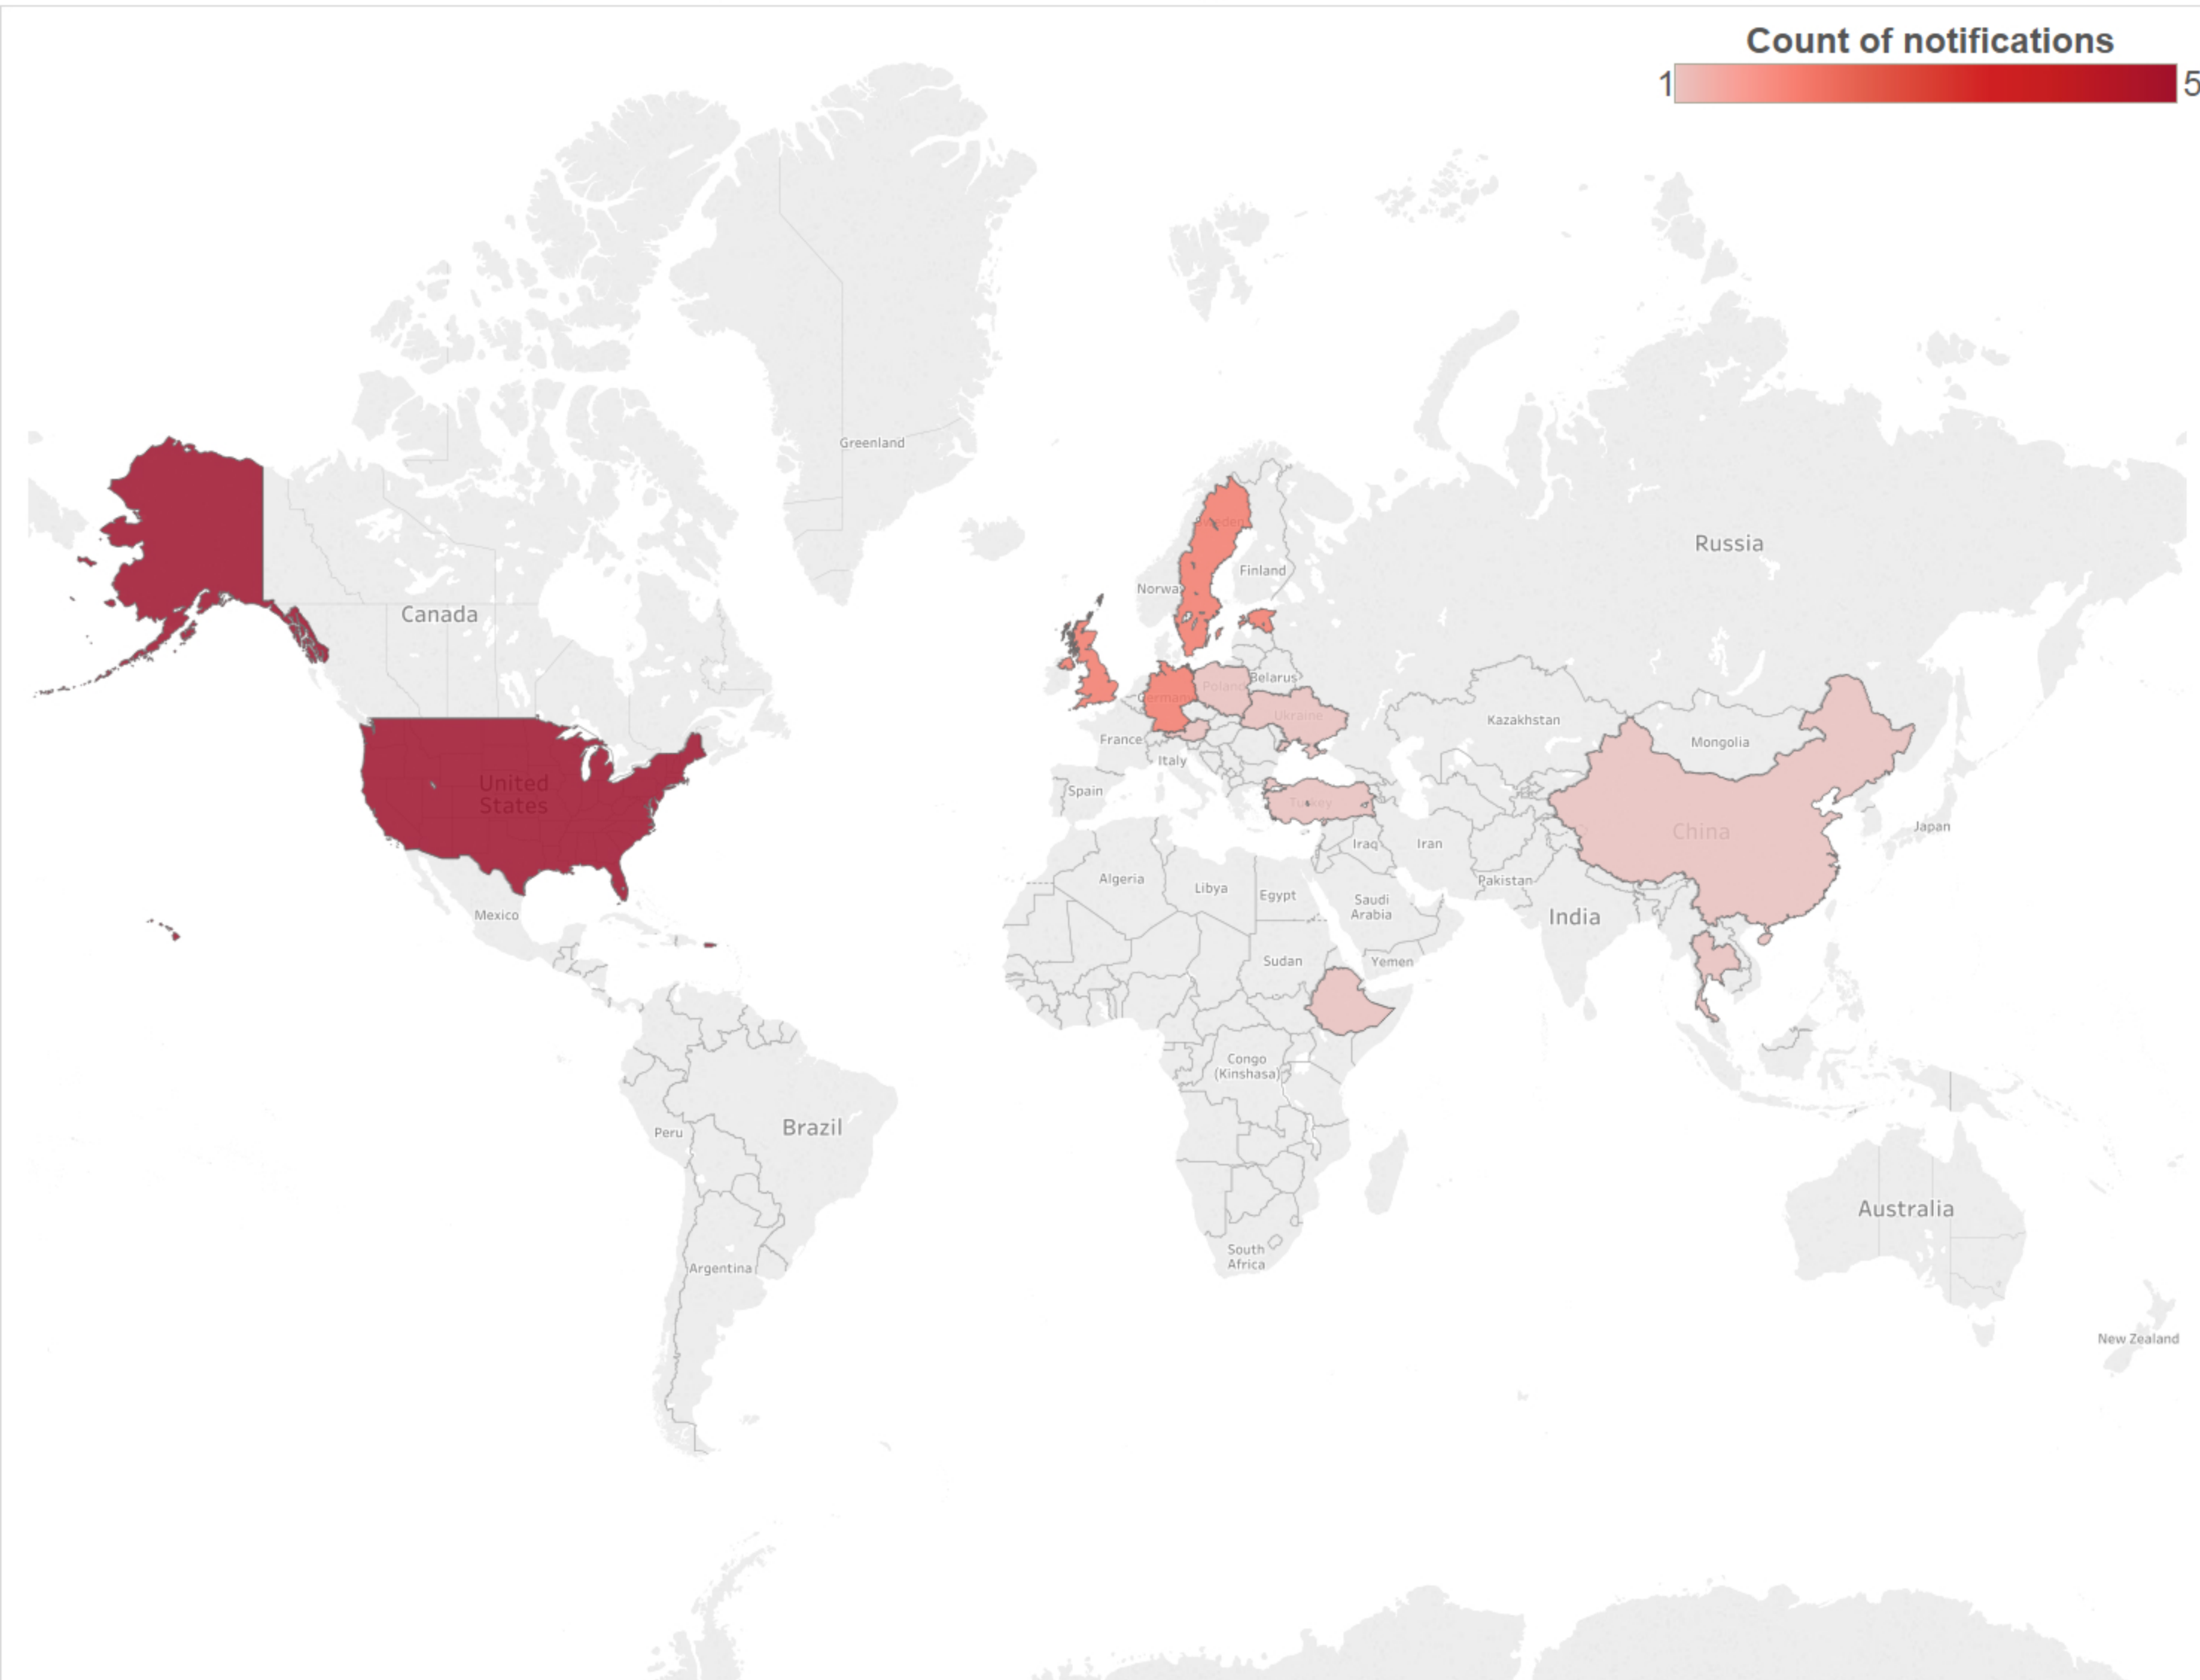 Count of notifications
1
5
Greenland
Sweden
Russia
Finland
Norwa
Canada
Belarus
Poland
Germany
Ukraine
Kazakhstan
France
Mongolia
Italy
United
States
Spain
Turkey
Japan
China
Iraq
Iran
Algeria
Libya
Egypt
Pakistan
Saudi
Arabia
Mexico
India
Sudan
Yemen
Congo
(Kinshasa)
Brazil
Peru
Australia
South
Africa
Argentina
New Zealand